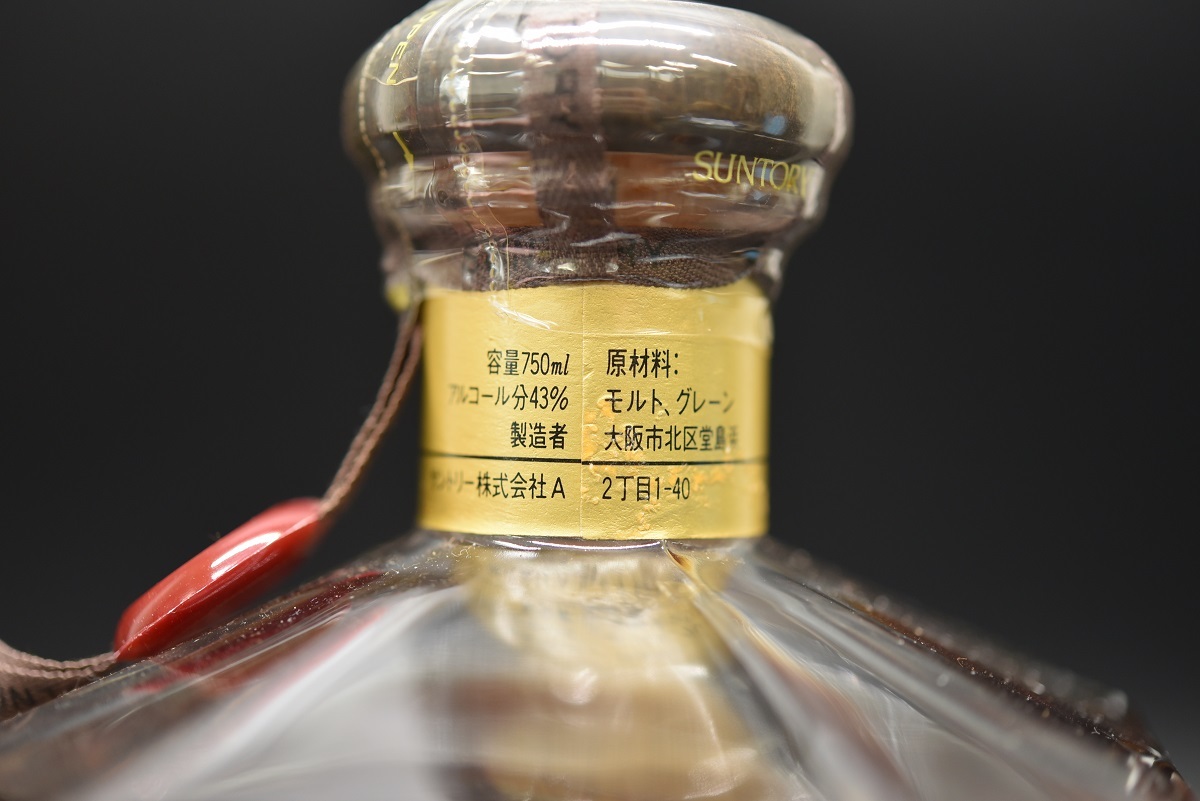 OPEN
SUNTORY
容量750ml
アルコール分43%
製造者
サントリー株式会社A
原材料:
モルト、グレーン
大阪市北区堂島
2丁目1-40